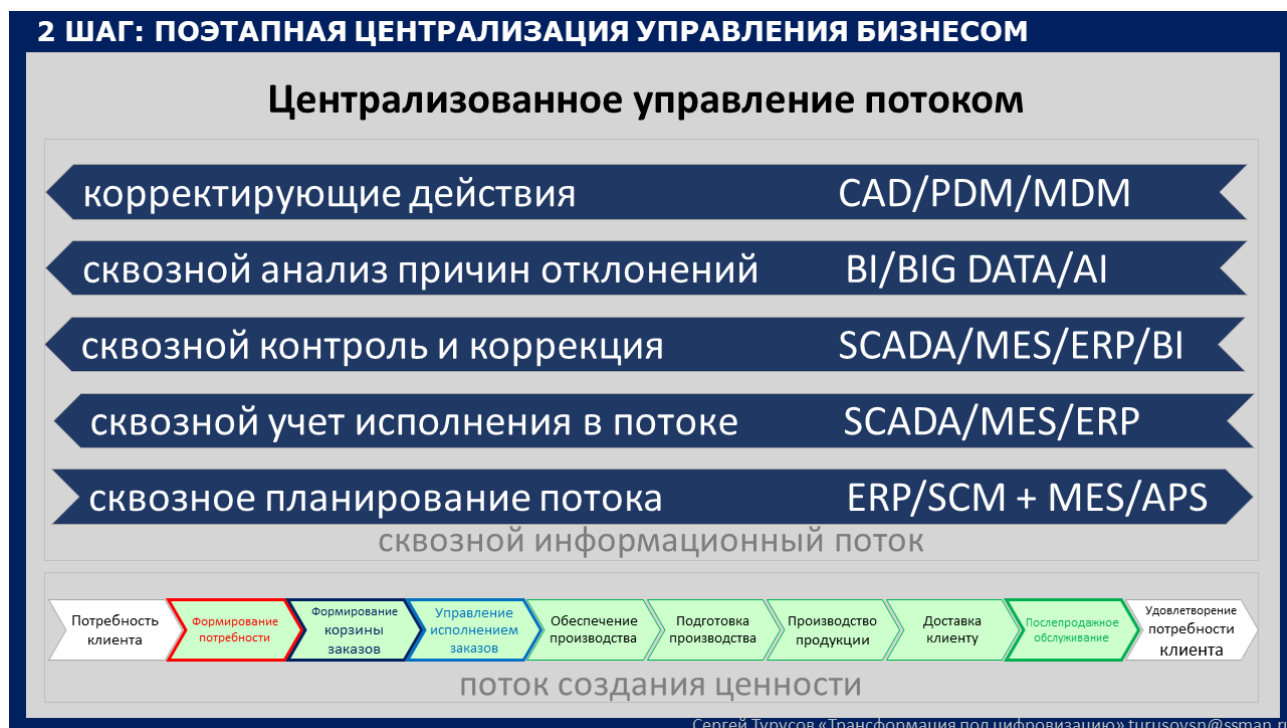 2 ШАГ: ПОЭТАПНАЯ ЦЕНТРАЛИЗАЦИЯ УПРАВЛЕНИЯ БИЗНЕСОМ
Централизованное управление потоком
корректирующие действия CAD/PDM/MDM
сквозной анализ причин отклонений BI/BIG DATA/AI
сквозной контроль и коррекция SCADA/MES/ERP/BI
сквозной учет исполнения в потоке SCADA/MES/ERP
сквозное планирование потока ERP/SCM + MES/APS
сквозной информационный поток
Потребность
клиента
Формирование
потребности
Формирование
корзины
заказов
Управление
исполнением
заказов
Обеспечение
производства
Подготовка
производства
Производство
продукции
Доставка
клиенту
Послепродажное
обслуживание
Удовлетворение
потребности
клиента
поток создания ценности
Сергей Турусов «Трансформация под цифровизацию» turusovsn@ssmap.r